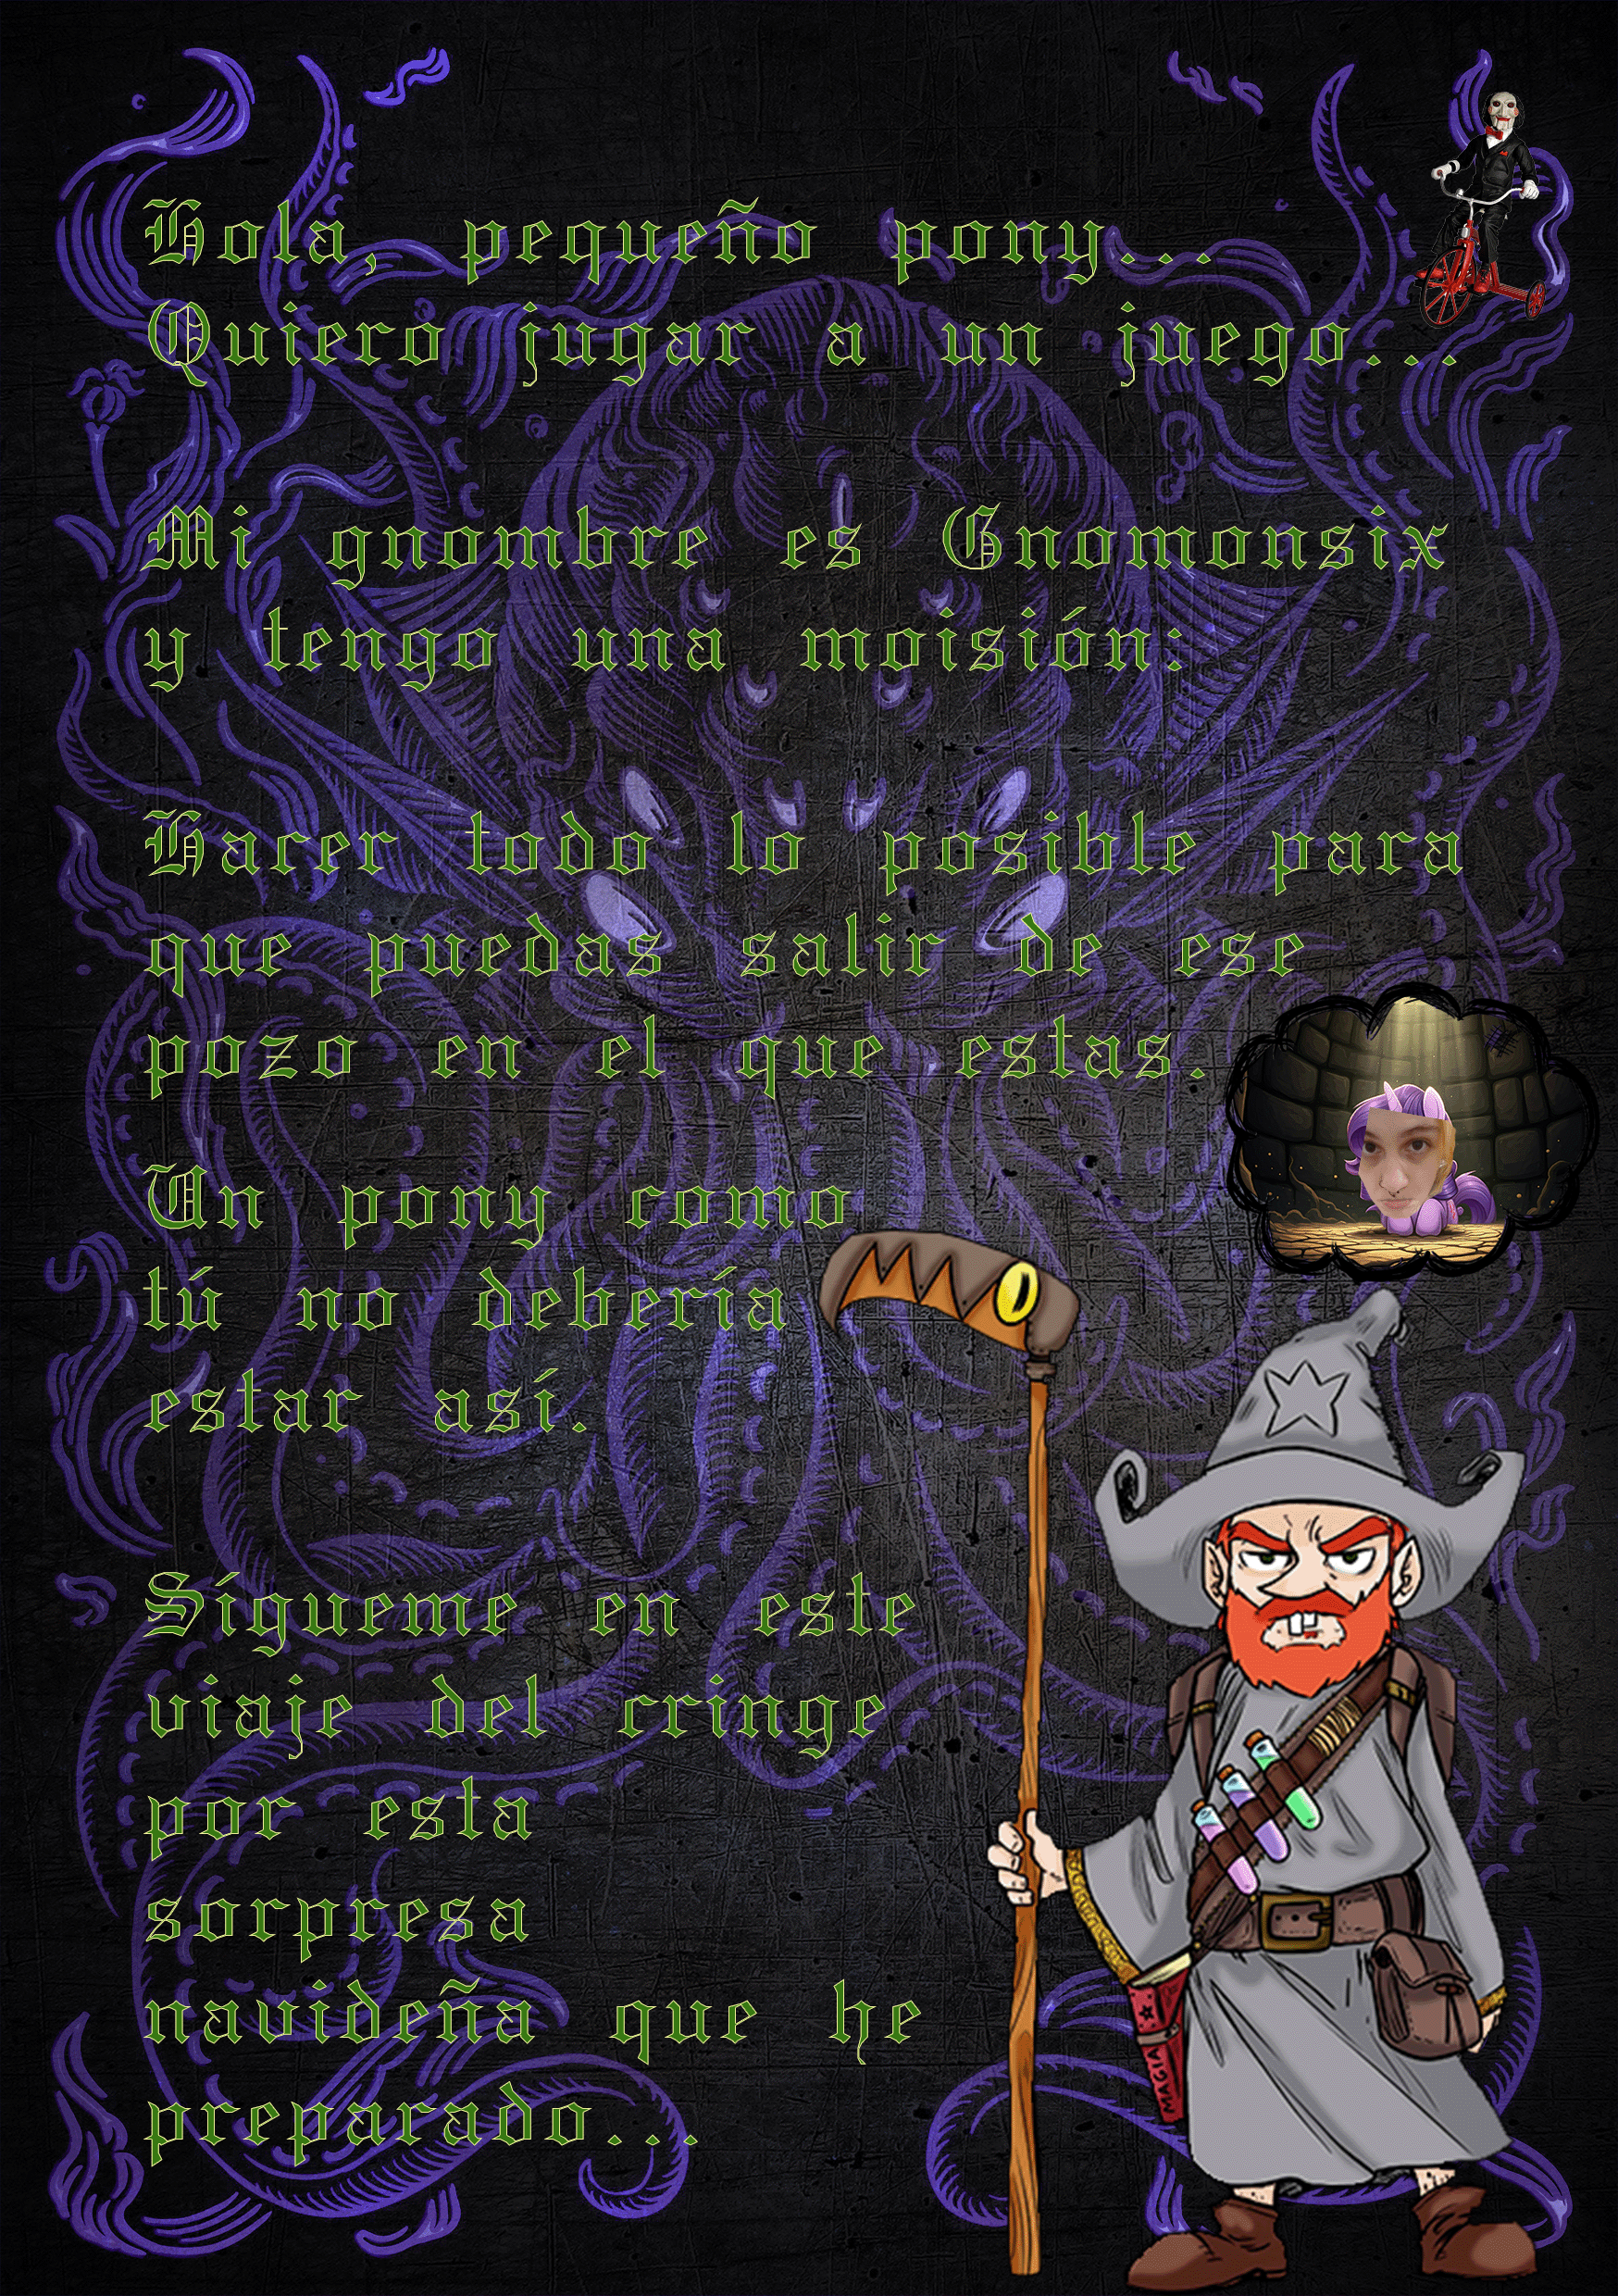 Hola, pequeño pony...
Quiero jugar a un juego...
Mi gnombre es Gnomonsix
y tengo una moisión:
Hacer todo lo posible para
que puedas salir de ese
pozo en el que estas.
Un pony como
tú no debería
estar así.
Sígueme en este
viaje del cringe
por esta
sorpresa
navideña que he
preparado...
MAGIA